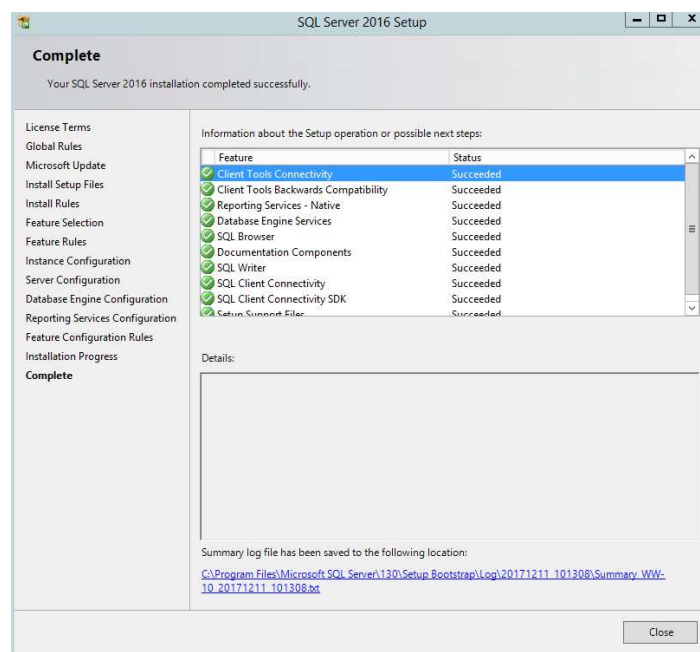 SQL Server 2016 Setup
Complete
Your SQL Server 2016 installation completed successfully.
License Terms
Global Rules
Microsoft Update
Install Setup Files
Install Rules
Feature Selection
Feature Rules
Instance Configuration
Server Configuration
Database Engine Configuration
Reporting Services Configuration
Feature Configuration Rules
Installation Progress
Complete
Information about the Setup operation or possible next steps:
Feature Status
Client Tools Connectivity Succeeded
Client Tools Backwards Compatibility Succeeded
Reporting Services - Native Succeeded
Database Engine Services Succeeded
SQL Browser Succeeded
Documentation Components Succeeded
SQL Writer Succeeded
SQL Client Connectivity Succeeded
SQL Client Connectivity SDK Succeeded
Setup Support Files Succeeded
Details:
Summary log file has been saved to the following location:
C:\Program Files\Microsoft SQL Server\130\Setup Bootstrap\Log\20171211_101308\Summary_WW-
10_20171211_101308.txt
Close